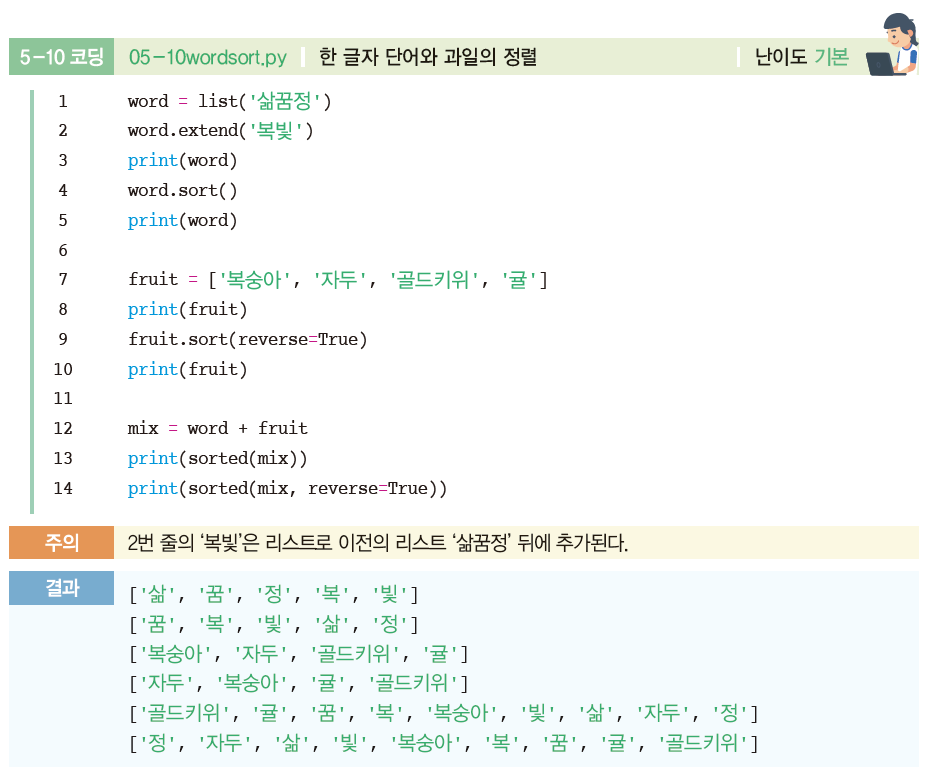 5-10 코딩 05-10wordsort.py 한 글자 단어와 과일의 정렬 난이도 기본
1 word = list('삶꿈정')
2 word.extend('복빛')
3 print(word)
4 word.sort()
5 print(word)
6
7 fruit = ['복숭아', '자두', '골드키위', '귤']
8 print(fruit)
9 fruit.sort(reverse=True)
10 print(fruit)
11
12 mix = word + fruit
13 print(sorted(mix))
14 print(sorted(mix, reverse=True))
주의 2번 줄의 ‘복빛’은 리스트로 이전의 리스트 ‘삶꿈정’ 뒤에 추가된다.
결과 ['삶', '꿈', '정', '복', '빛']
['꿈', '복', '빛', '삶', '정']
['복숭아', '자두', '골드키위', '귤']
['자두', '복숭아', '귤', '골드키위']
['골드키위', '귤', '꿈', '복', '복숭아', '빛', '삶', '자두', '정']
['정', '자두', '삶', '빛', '복숭아', '복', '꿈', '귤', '골드키위']